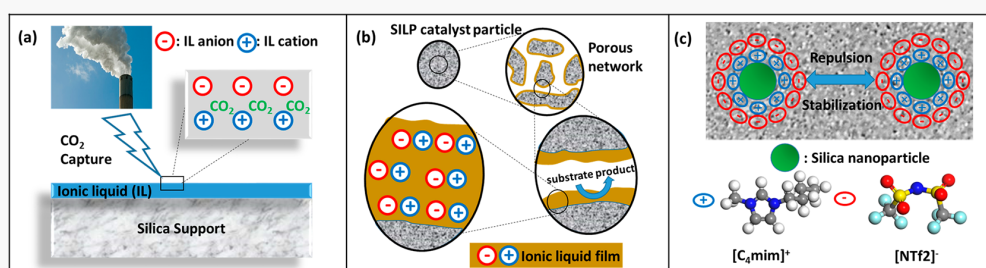 (a)
⊖: IL anion ⊕: IL cation
CO₂ CO₂ CO₂
CO₂
Capture
Ionic liquid (IL)
Silica Support
(b)
SILP catalyst particle
Porous
network
substrate product
Ionic liquid film
(c)
Repulsion
Stabilization
: Silica nanoparticle
[C₄mim]⁺
[NTf2]⁻